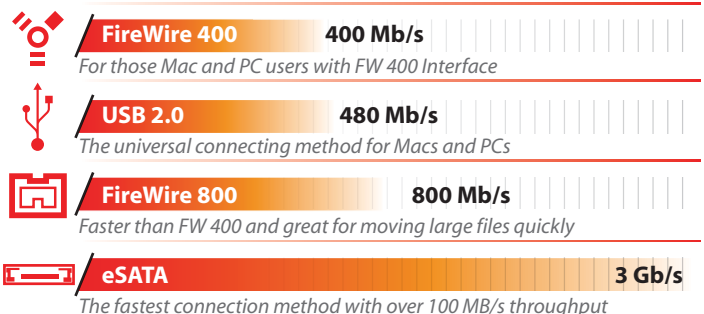 FireWire 400 400 Mb/s
For those Mac and PC users with FW 400 Interface
USB 2.0 480 Mb/s
The universal connecting method for Macs and PCs
FireWire 800 800 Mb/s
Faster than FW 400 and great for moving large files quickly
eSATA 3 Gb/s
The fastest connection method with over 100 MB/s throughput